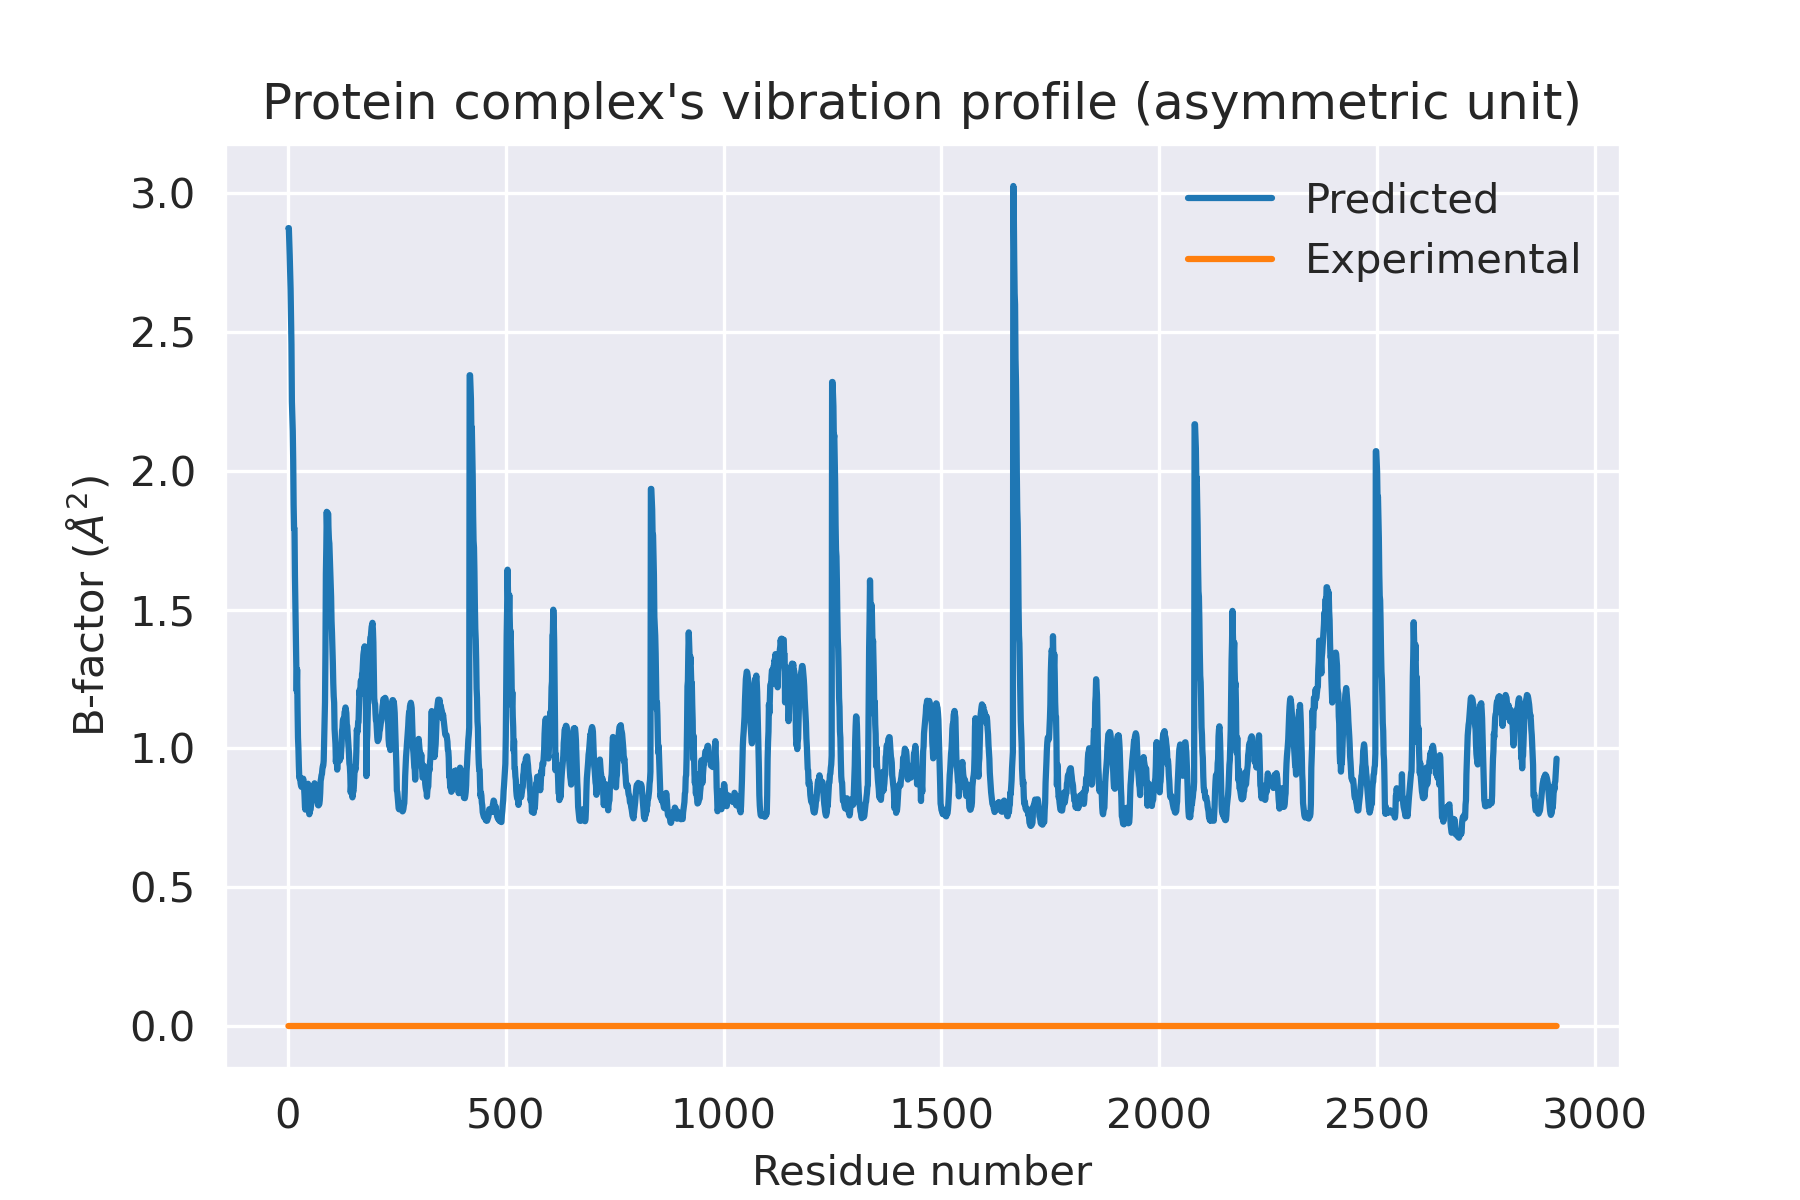 Protein complex's vibration profile (asymmetric unit)
3.0
2.5
2.0
1.5
1.0
0.5
0.0
B-factor (Å²)
Predicted
Experimental
0 500 1000 1500 2000 2500 3000
Residue number